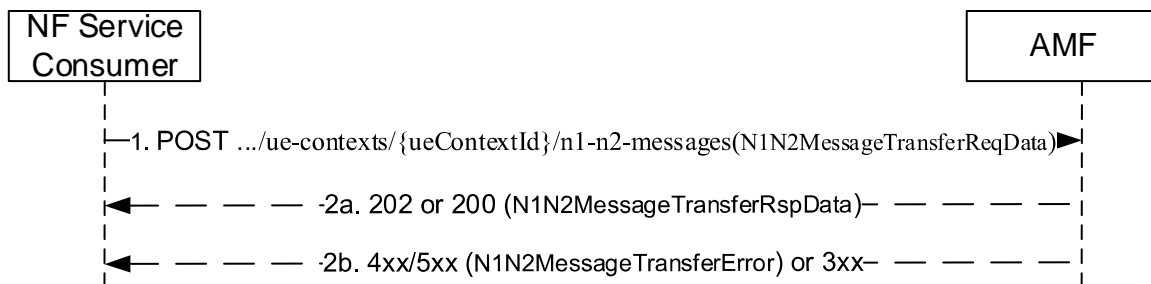 NF Service
Consumer
AMF
1. POST .../ue-contexts/{ueContextId}/n1-n2-messages(N1N2MessageTransferReqData)
2a. 202 or 200 (N1N2MessageTransferRspData)
2b. 4xx/5xx (N1N2MessageTransferError) or 3xx